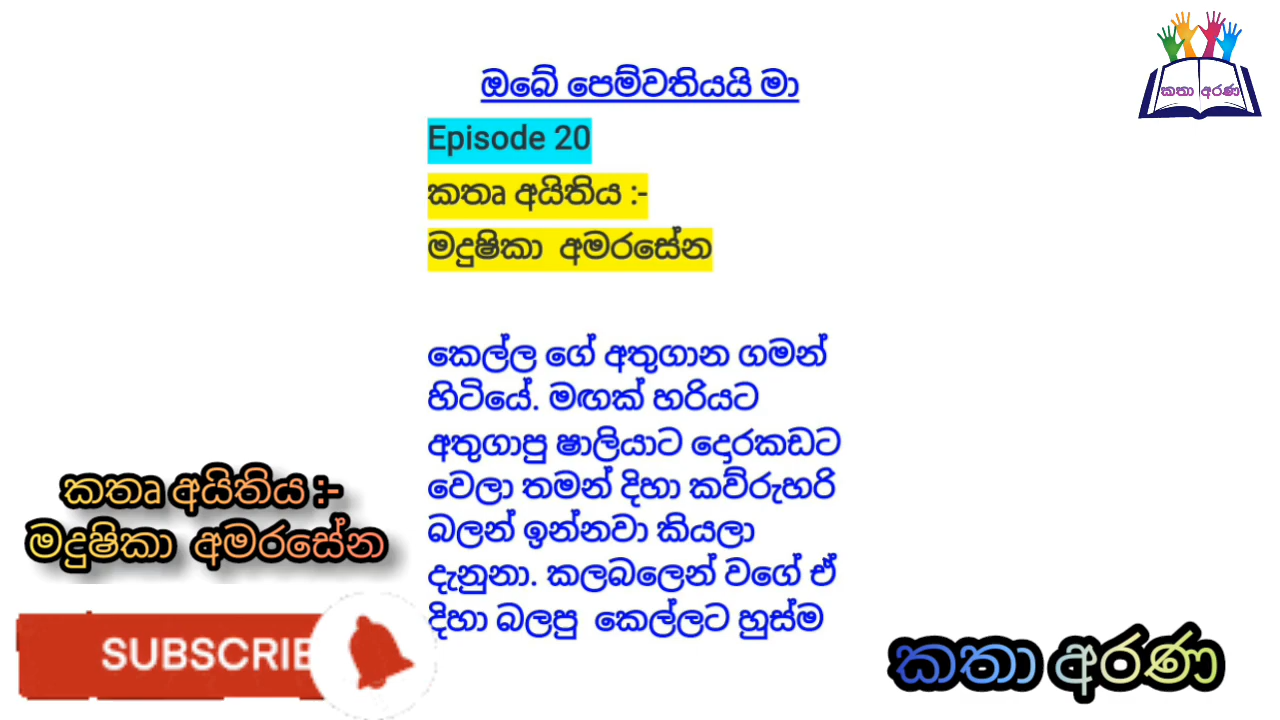 ඔබේ පෙම්වතියයි මා
Episode 20
කතෘ අයිතිය :-
මදුෂිකා අමරසේන
කෙල්ල ගේ අතුගාන ගමන්
හිටියේ. මඟක් හරියට
අතුගාපු ෂාලියාට දොරකඩට
වෙලා තමන් දිහා කව්රුහරි
බලන් ඉන්නවා කියලා
දැනුනා. කලබලෙන් වගේ ඒ
දිහා බලපු කෙල්ලට හුස්ම
කතා අරණ
කතෘ අයිතිය :-
මදුෂිකා අමරසේන
SUBSCRIBE
කතා අරණ